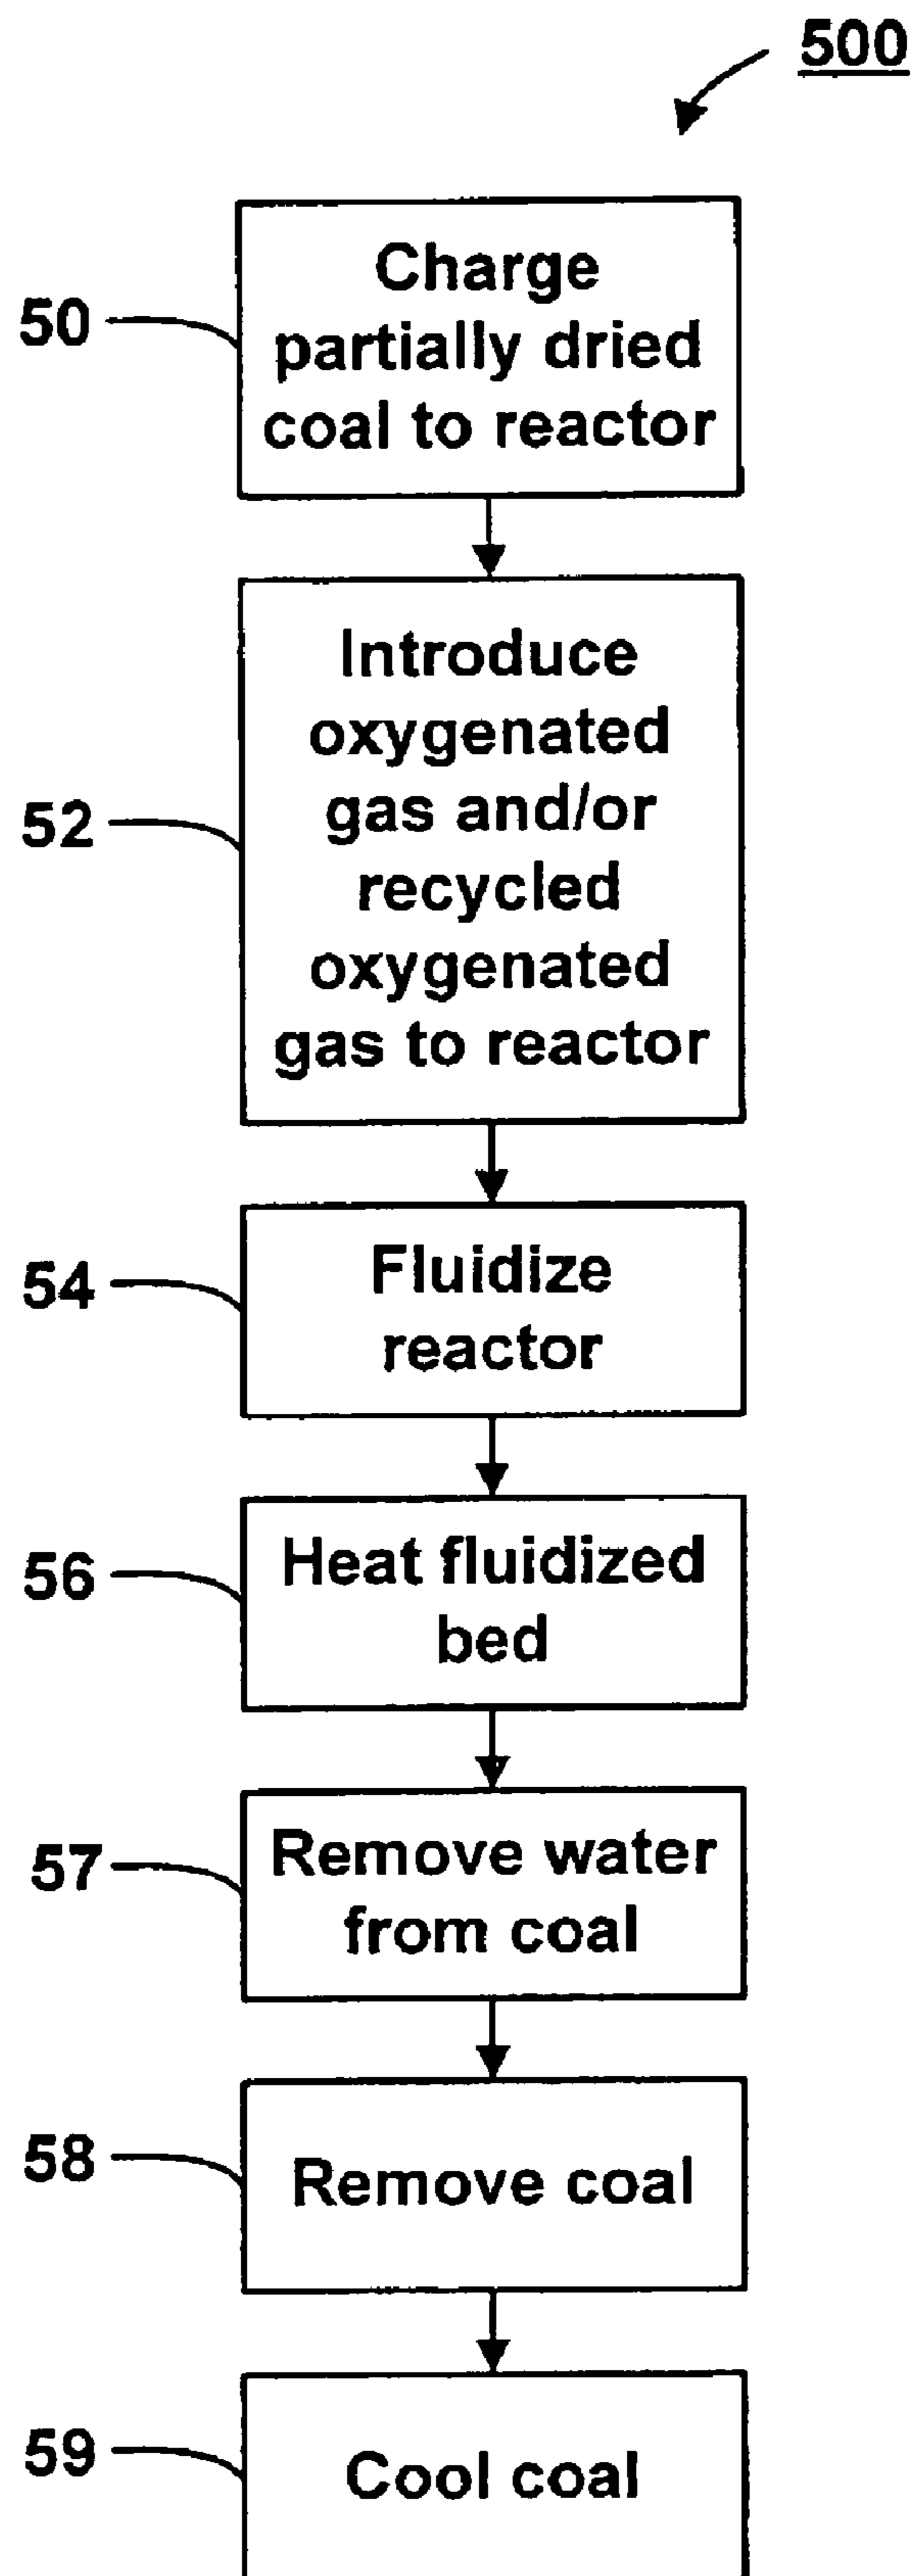 500
50
Charge
partially dried
coal to reactor
52
Introduce
oxygenated
gas and/or
recycled
oxygenated
gas to reactor
54
Fluidize
reactor
56
Heat fluidized
bed
57
Remove water
from coal
58
Remove coal
59
Cool coal